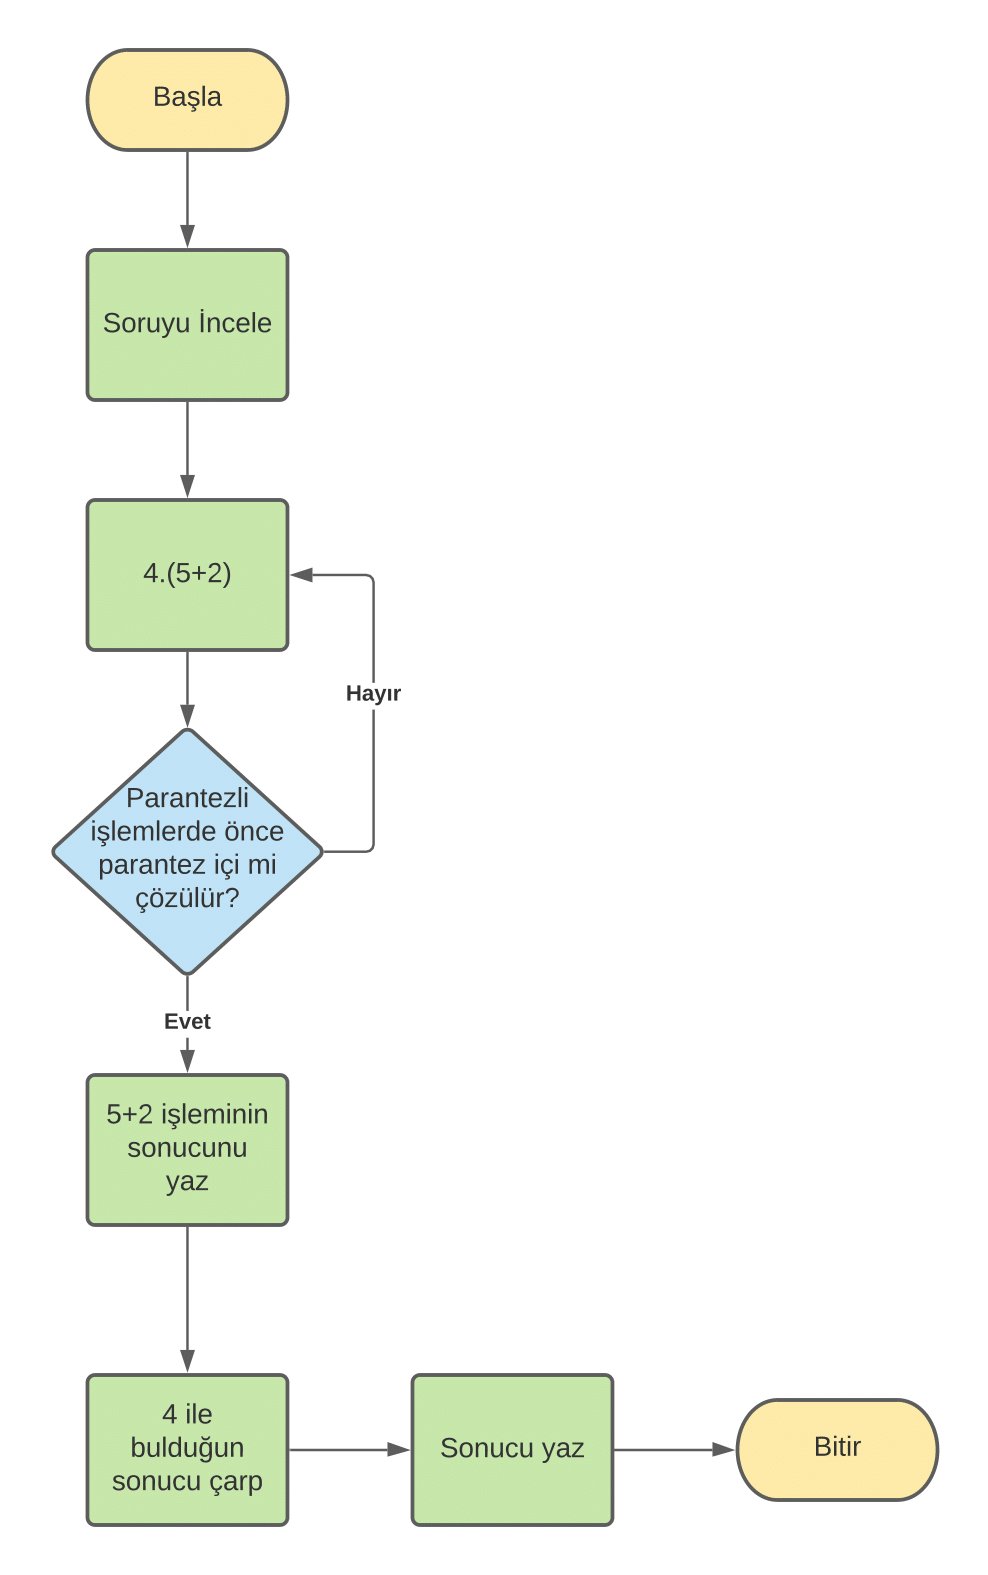 Başla
Soruyu İncele
4.(5+2)
Hayır
Parantezli
işlemlerde önce
parantez içi mi
çözülür?
Evet
5+2 işleminin
sonucunu
yaz
4 ile
bulduğun
sonucu çarp
Sonucu yaz
Bitir